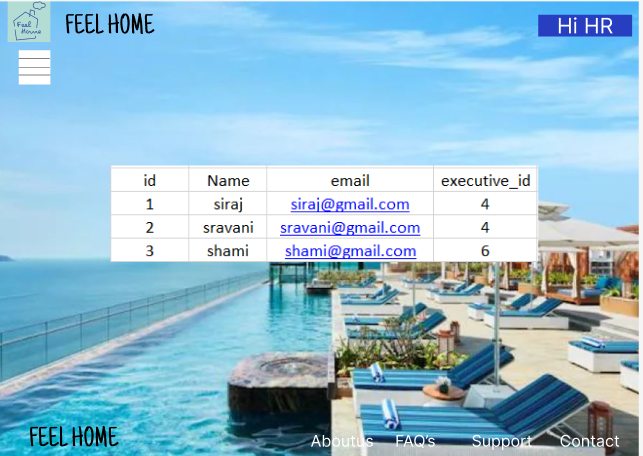 Feel
Home
FEEL HOME
Hi HR
id Name email executive_id
1 siraj siraj@gmail.com 4
2 sravani sravani@gmail.com 4
3 shami shami@gmail.com 6
FEEL HOME
Aboutus FAQ's Support Contact